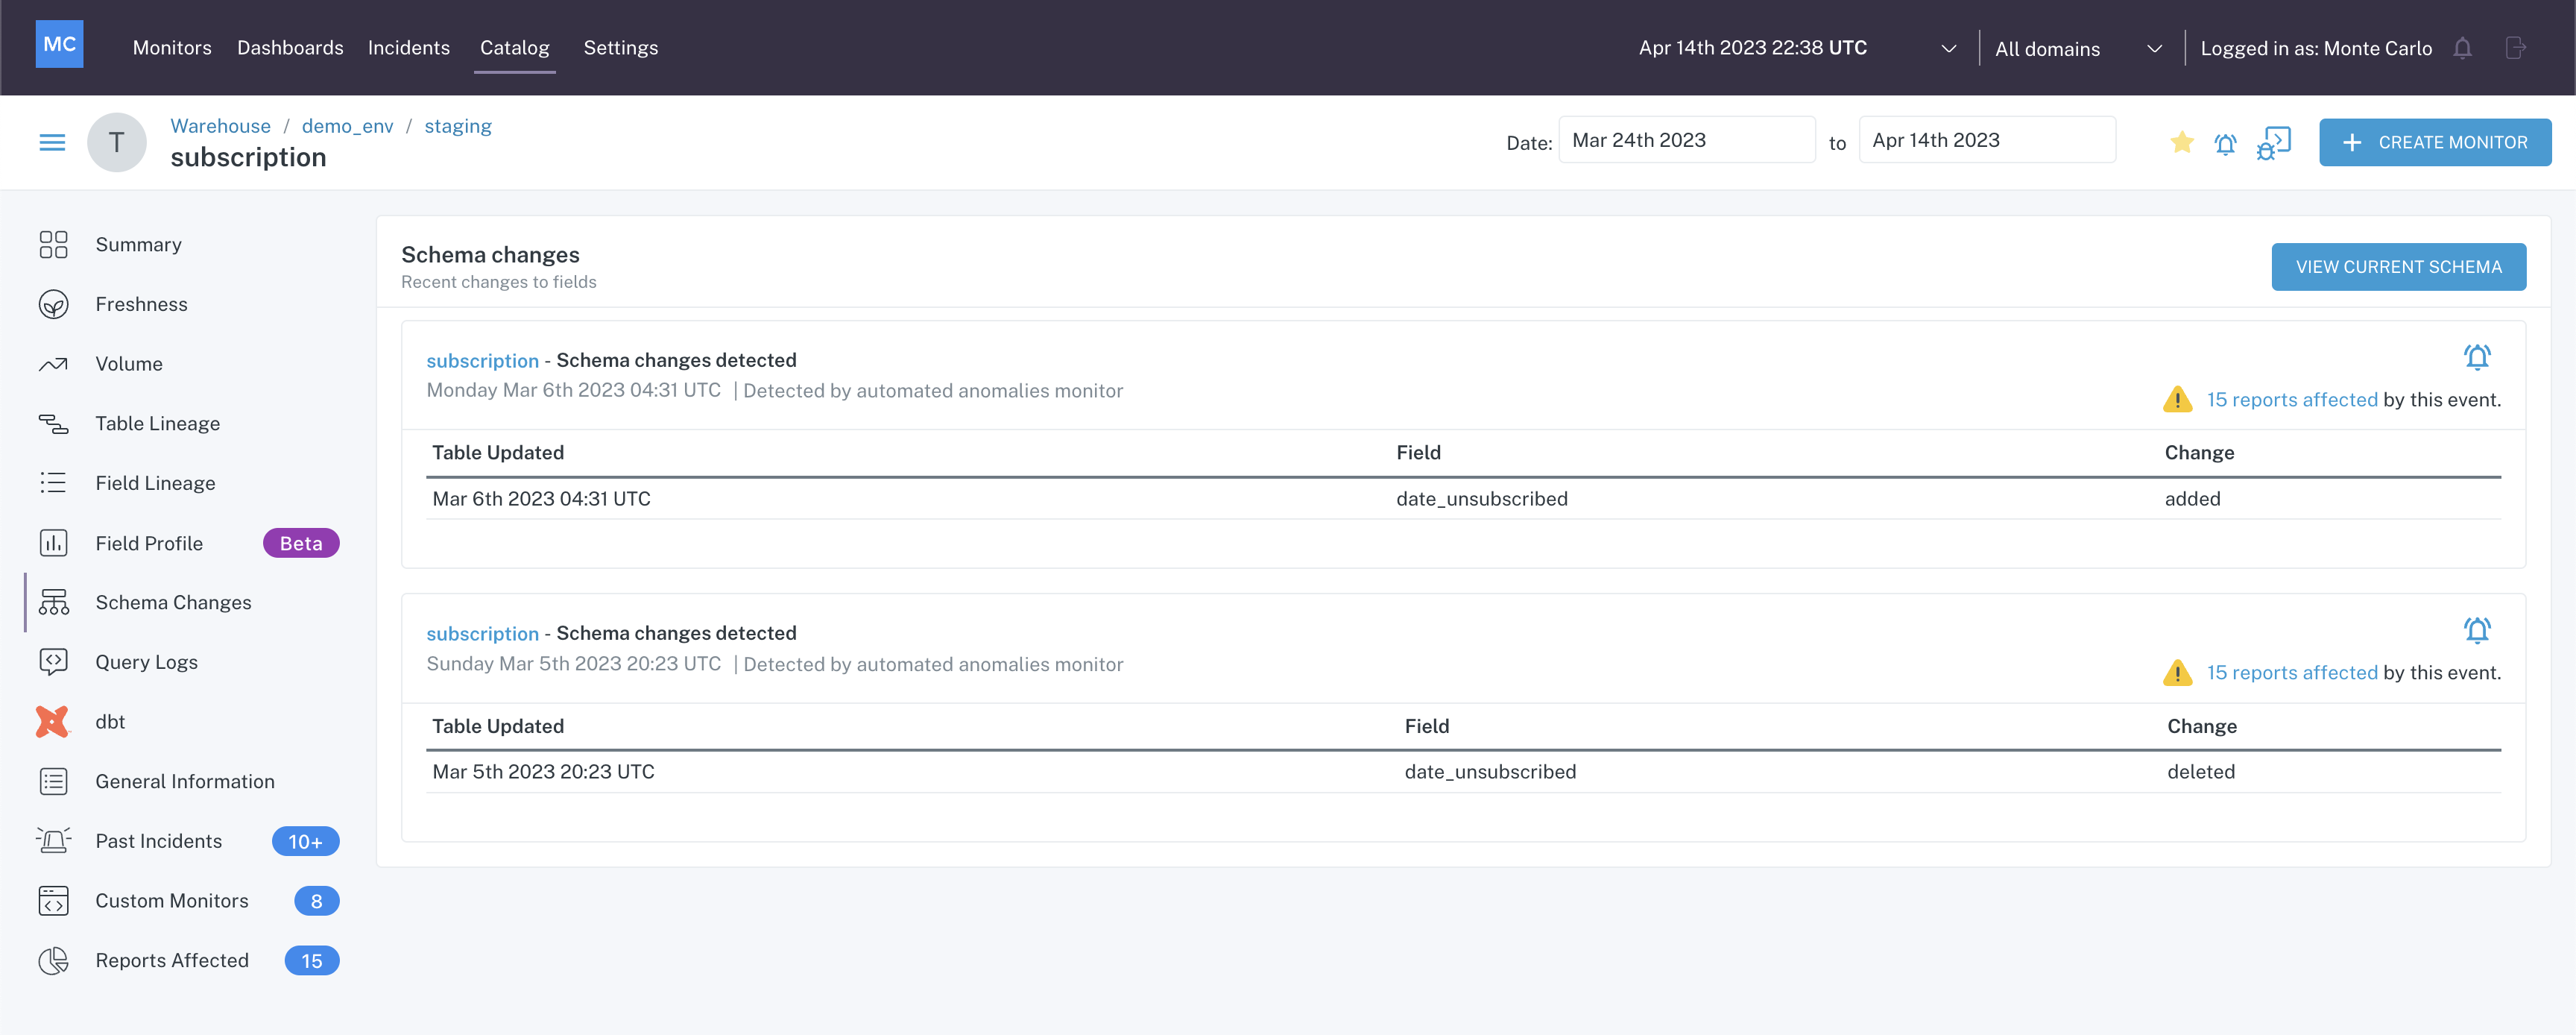 MC Monitors Dashboards Incidents Catalog Settings Apr 14th 2023 22:38 UTC All domains Logged in as: Monte Carlo
T Warehouse / demo_env / staging
subscription
Date: Mar 24th 2023 to Apr 14th 2023 CREATE MONITOR
Summary
Freshness
Volume
Table Lineage
Field Lineage
Field Profile Beta
Schema Changes
Query Logs
dbt
General Information
Past Incidents 10+
Custom Monitors 8
Reports Affected 15
Schema changes
Recent changes to fields
VIEW CURRENT SCHEMA
subscription - Schema changes detected
Monday Mar 6th 2023 04:31 UTC | Detected by automated anomalies monitor
15 reports affected by this event.
Table Updated Field Change
Mar 6th 2023 04:31 UTC date_unsubscribed added
subscription - Schema changes detected
Sunday Mar 5th 2023 20:23 UTC | Detected by automated anomalies monitor
15 reports affected by this event.
Table Updated Field Change
Mar 5th 2023 20:23 UTC date_unsubscribed deleted